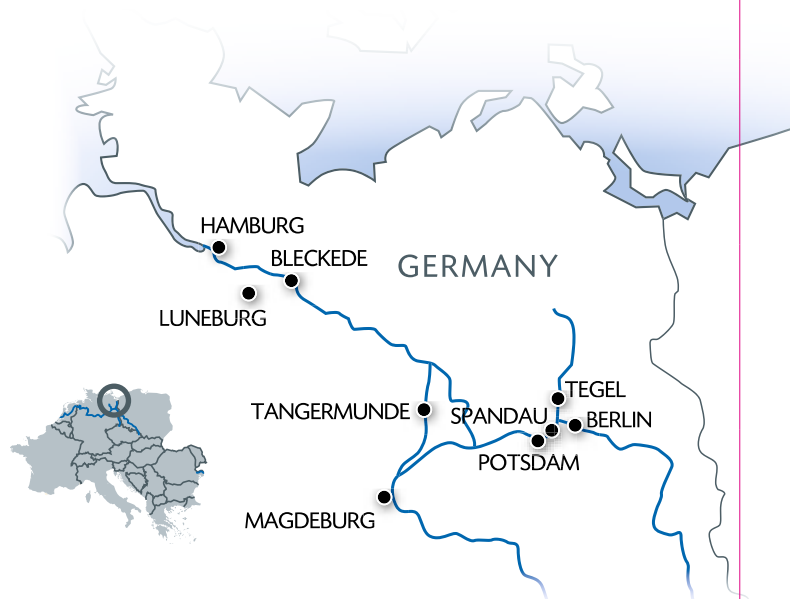 HAMBURG
BLECKEDE
GERMANY
LUNEBURG
TEGEL
TANGERMUNDE
SPANDAU
BERLIN
POTSDAM
MAGDEBURG